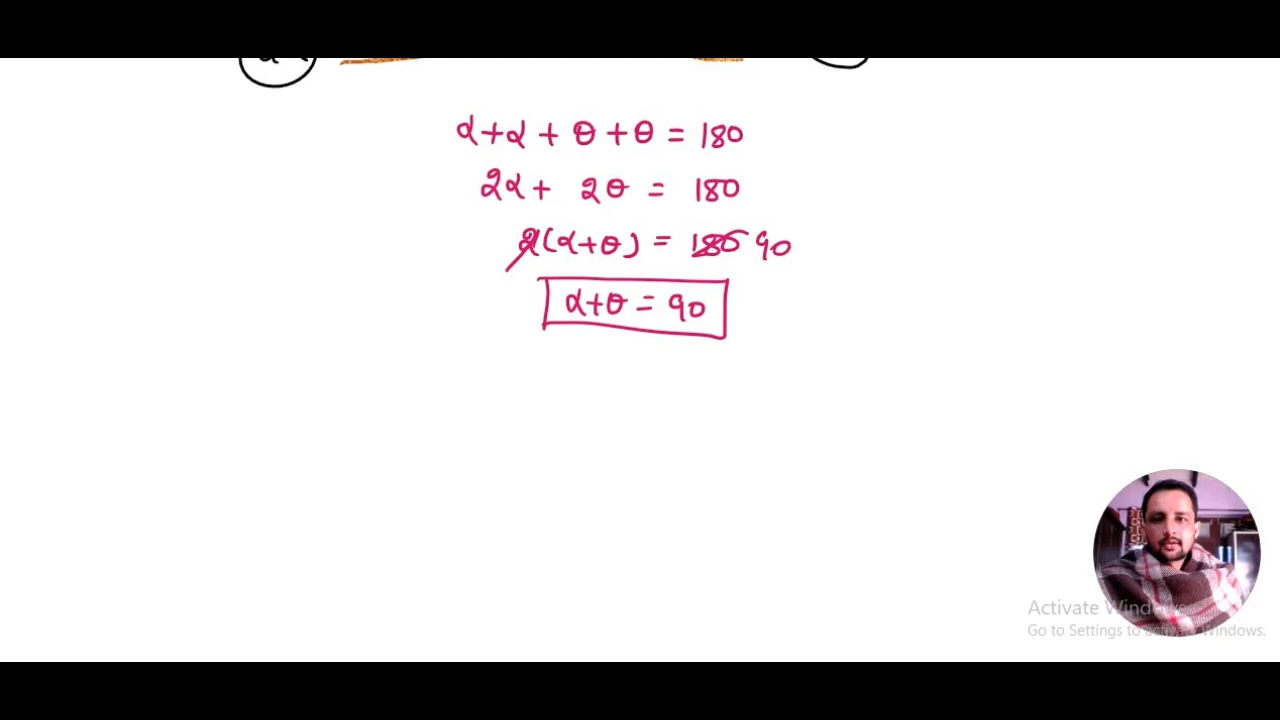 α+α + θ + θ = 180
2α + 2θ = 180
2(α+θ) = 180 90
α+θ = 90
Activate Windows
Go to Settings to activate Windows.